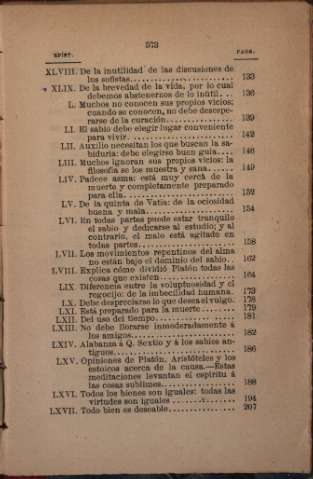 573
EPIST. PAGS.
XLVIII. De la inutilidad de las discusiones de
los sofistas 133
XLIX. De la brevedad de la vida, por lo cual
debemos abstenernos de lo inútil. 136
L. Muchos no conocen sus propios vicios;
cuando se conocen, no debe desespe-
rarse de la curación 139
LI. El sabio debe elegir lugar conveniente
para vivir. 142
LII. Auxilio necesitan los que buscan la sa-
biduría: debe elegirse buen guía 146
LIII. Muchos ignoran sus propios vicios: la
filosofía se los muestra y sana 149
LIV. Padece asma: está muy cerca de la
muerte y completamente preparado
para ella 152
LV. De la quinta de Vatia: de la ociosidad
buena y mala 154
LVI. En todas partes puede estar tranquilo
el sabio y dedicarse al estudio; y al
contrario, el malo está agitado en
todas partes 158
LVII. Los movimientos repentinos del alma
no están bajo el dominio del sabio. 162
LVIII. Explica cómo dividió Platón todas las
cosas que existen 164
LIX. Diferencia entre la voluptuosidad y el
regocijo: de la imbecilidad humana. 173
LX. Debe despreciarse lo que desea el vulgo. 178
LXI. Está preparado para la muerte 179
LXII. Del uso del tiempo 181
LXIII. No debe llorarse inmoderadamente á
los amigos 182
LXIV. Alabanza á Q. Sextio y á los sabios an-
tiguos 186
LXV. Opiniones de Platón, Aristóteles y los
estoicos acerca de la causa.—Estas
meditaciones levantan el espíritu á
las cosas sublimes 188
LXVI. Todos los bienes son iguales: todas las
virtudes son iguales 194
LXVII. Todo bien es deseable 207